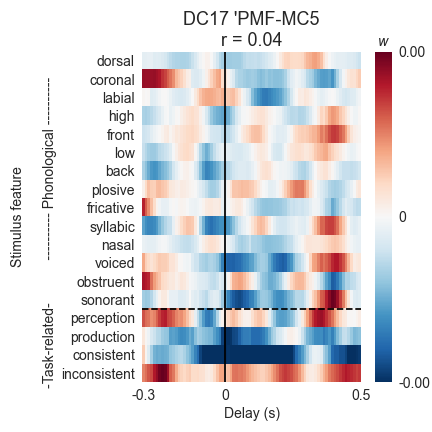 DC17 'PMF-MC5
r = 0.04
w
dorsal
coronal
labial
high
front
low
back
plosive
fricative
syllabic
nasal
voiced
obstruent
sonorant
perception
production
consistent
inconsistent
Stimulus feature
-Task-related- ---------- Phonological ----------
0.00
0
-0.00
-0.3 0 0.5
Delay (s)